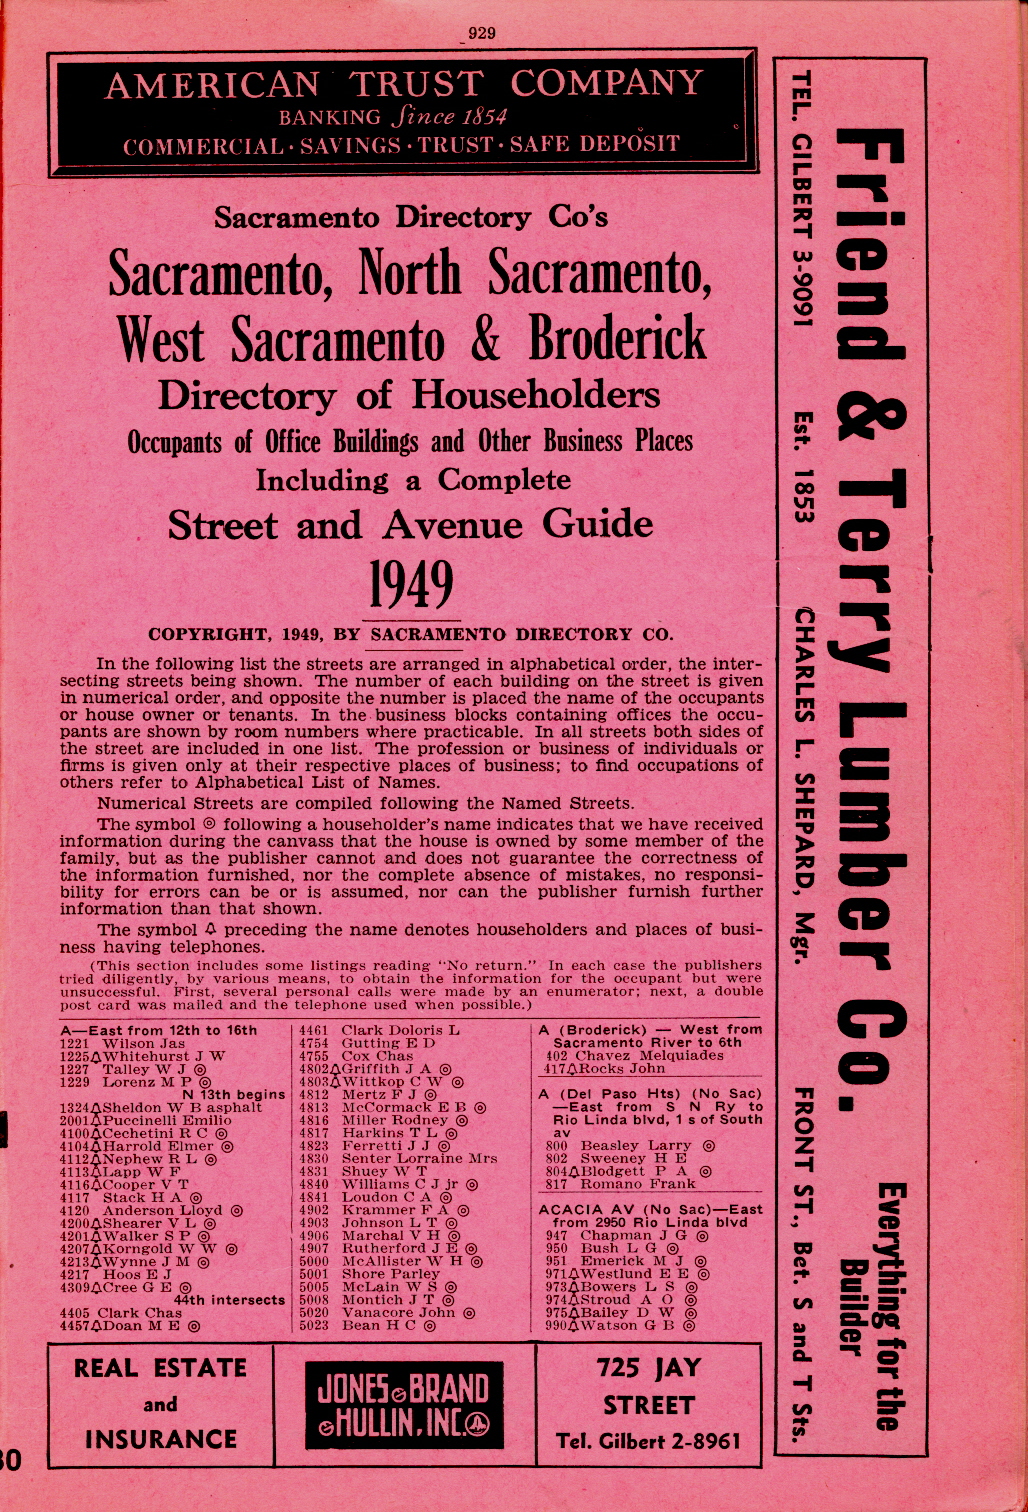 929
AMERICAN TRUST COMPANY
BANKING Since 1854
COMMERCIAL · SAVINGS · TRUST · SAFE DEPOSIT
Sacramento Directory Co's
Sacramento, North Sacramento,
West Sacramento & Broderick
Directory of Householders
Occupants of Office Buildings and Other Business Places
Including a Complete
Street and Avenue Guide
1949
COPYRIGHT, 1949, BY SACRAMENTO DIRECTORY CO.
In the following list the streets are arranged in alphabetical order, the inter-
secting streets being shown. The number of each building on the street is given
in numerical order, and opposite the number is placed the name of the occupants
or house owner or tenants. In the business blocks containing offices the occu-
pants are shown by room numbers where practicable. In all streets both sides of
the street are included in one list. The profession or business of individuals or
firms is given only at their respective places of business; to find occupations of
others refer to Alphabetical List of Names.
Numerical Streets are compiled following the Named Streets.
The symbol ◎ following a householder's name indicates that we have received
information during the canvass that the house is owned by some member of the
family, but as the publisher cannot and does not guarantee the correctness of
the information furnished, nor the complete absence of mistakes, no responsi-
bility for errors can be or is assumed, nor can the publisher furnish further
information than that shown.
The symbol 🔔 preceding the name denotes householders and places of busi-
ness having telephones.
(This section includes some listings reading "No return." In each case the publishers
tried diligently, by various means, to obtain the information for the occupant but were
unsuccessful. First, several personal calls were made by an enumerator; next, a double
post card was mailed and the telephone used when possible.)
A—East from 12th to 16th
1221 Wilson Jas
1225🔔Whitehurst J W
1227 Talley W J ◎
1229 Lorenz M P ◎
N 13th begins
1324🔔Sheldon W B asphalt
2001🔔Puccinelli Emilio
4100🔔Cechetini R C ◎
4104🔔Harrold Elmer ◎
4112🔔Nephew R L ◎
4113🔔Lapp W F
4116🔔Cooper V T
4117 Stack H A ◎
4120 Anderson Lloyd ◎
4200🔔Shearer V L ◎
4201🔔Walker S P ◎
4207🔔Korngold W W ◎
4213🔔Wynne J M ◎
4217 Hoos E J
4309🔔Cree G E ◎
44th intersects
4405 Clark Chas
4457🔔Doan M E ◎
4461 Clark Doloris L
4754 Gutting E D
4755 Cox Chas
4802🔔Griffith J A ◎
4803🔔Wittkop C W ◎
4812 Mertz F J ◎
4813 McCormack E B ◎
4816 Miller Rodney ◎
4817 Harkins T L ◎
4823 Ferretti J J ◎
4830 Senter Lorraine Mrs
4831 Shuey W T
4840 Williams C J jr ◎
4841 Loudon C A ◎
4902 Krammer F A ◎
4903 Johnson L T ◎
4906 Marchal V H ◎
4907 Rutherford J E ◎
5000 McAllister W H ◎
5001 Shore Parley
5005 McLain W S ◎
5008 Montich J T ◎
5020 Vanacore John ◎
5023 Bean H C ◎
A (Broderick) — West from
Sacramento River to 6th
402 Chavez Melquiades
417🔔Rocks John
A (Del Paso Hts) (No Sac)
—East from S N Ry to
Rio Linda blvd, 1 s of South
av
800 Beasley Larry ◎
802 Sweeney H E
804🔔Blodgett P A ◎
817 Romano Frank
ACACIA AV (No Sac)—East
from 2950 Rio Linda blvd
947 Chapman J G ◎
950 Bush L G ◎
951 Emerick M J ◎
971🔔Westlund E E ◎
973🔔Bowers L S ◎
974🔔Stroud A O ◎
975🔔Bailey D W ◎
990🔔Watson G B ◎
REAL ESTATE
and
INSURANCE
JONES & BRAND
& HULLIN, INC.
725 JAY
STREET
Tel. Gilbert 2-8961
Friend & Terry Lumber Co.
Everything for the
Builder
TEL. GILBERT 3-9091 Est. 1853 CHARLES L. SHEPARD, Mgr. FRONT ST., Bet. S and T Sts.